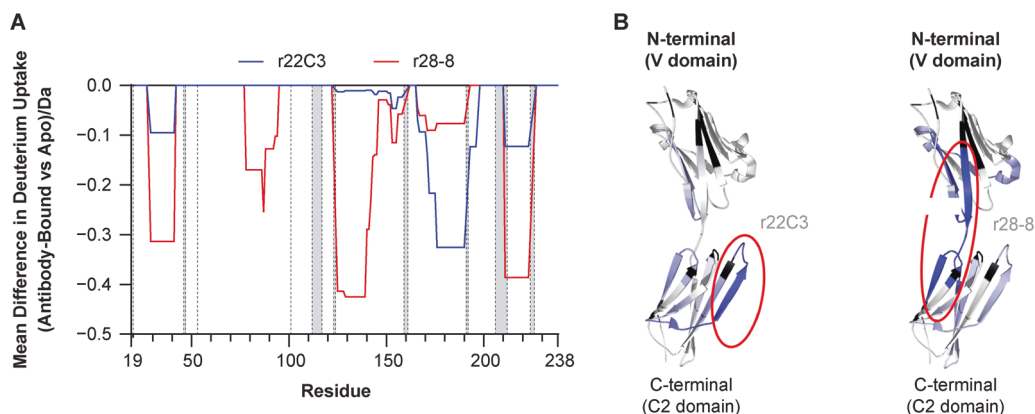 A
Mean Difference in Deuterium Uptake
(Antibody-Bound vs Apo)/Da
r22C3
r28-8
0.0
−0.1
−0.2
−0.3
−0.4
−0.5
19
50
100
150
200
238
Residue
B
N-terminal
(V domain)
r22C3
C-terminal
(C2 domain)
N-terminal
(V domain)
r28-8
C-terminal
(C2 domain)